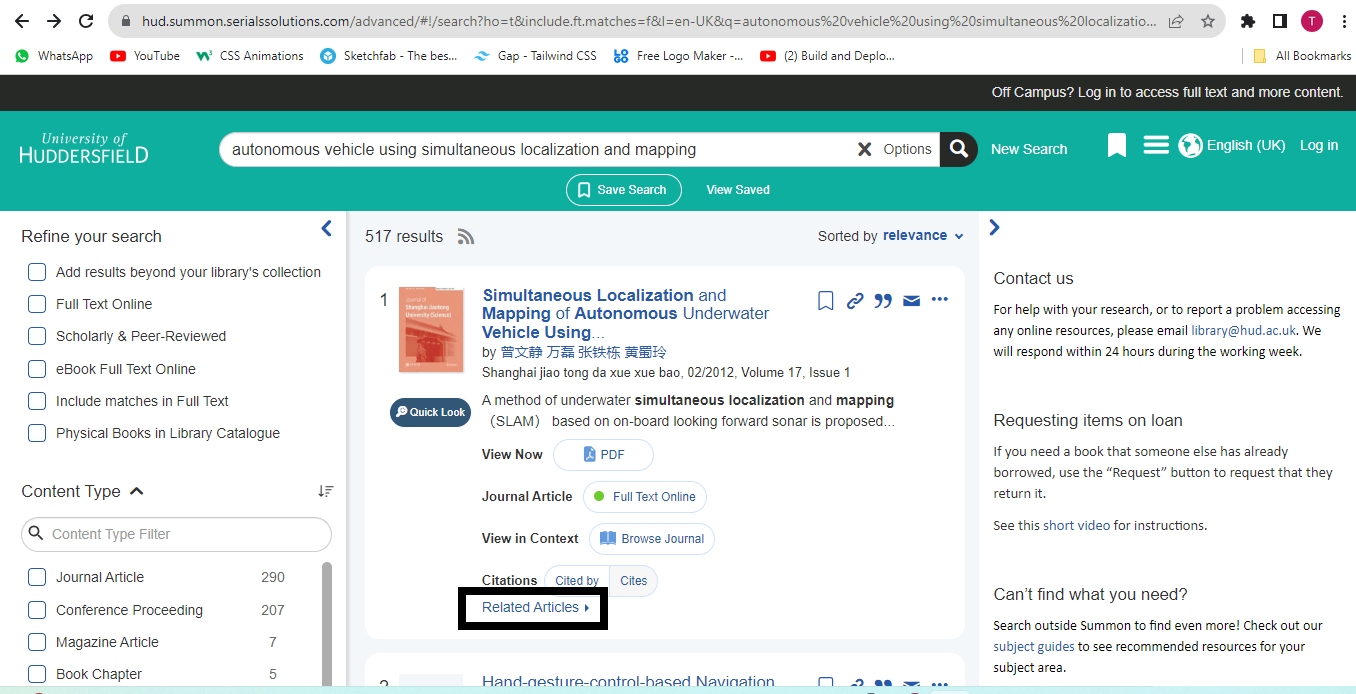 hud.summon.serialssolutions.com/advanced/#!/search?ho=t&include.ft.matches=f&l=en-UK&q=autonomous%20vehicle%20using%20simultaneous%20localizatio...
T
WhatsApp
YouTube
CSS Animations
Sketchfab - The bes...
Gap - Tailwind CSS
Free Logo Maker -...
(2) Build and Deplo...
All Bookmarks
Off Campus? Log in to access full text and more content.
University of
HUDDERSFIELD
autonomous vehicle using simultaneous localization and mapping
Options
New Search
English (UK)
Log in
Save Search
View Saved
Refine your search
Add results beyond your library's collection
Full Text Online
Scholarly & Peer-Reviewed
eBook Full Text Online
Include matches in Full Text
Physical Books in Library Catalogue
Content Type
Content Type Filter
Journal Article 290
Conference Proceeding 207
Magazine Article 7
Book Chapter 5
517 results
Sorted by relevance
1
Journal of
Shanghai Jiaotong
University (Science)
Simultaneous Localization and
Mapping of Autonomous Underwater
Vehicle Using...
by 曾文静 万磊 张铁栋 黄蜀玲
Shanghai jiao tong da xue xue bao, 02/2012, Volume 17, Issue 1
Quick Look
A method of underwater simultaneous localization and mapping
（SLAM） based on on-board looking forward sonar is proposed...
View Now PDF
Journal Article Full Text Online
View in Context Browse Journal
Citations Cited by Cites
Related Articles
2
Hand-gesture-control-based Navigation
Contact us
For help with your research, or to report a problem accessing
any online resources, please email library@hud.ac.uk. We
will respond within 24 hours during the working week.
Requesting items on loan
If you need a book that someone else has already
borrowed, use the “Request” button to request that they
return it.
See this short video for instructions.
Can’t find what you need?
Search outside Summon to find even more! Check out our
subject guides to see recommended resources for your
subject area.